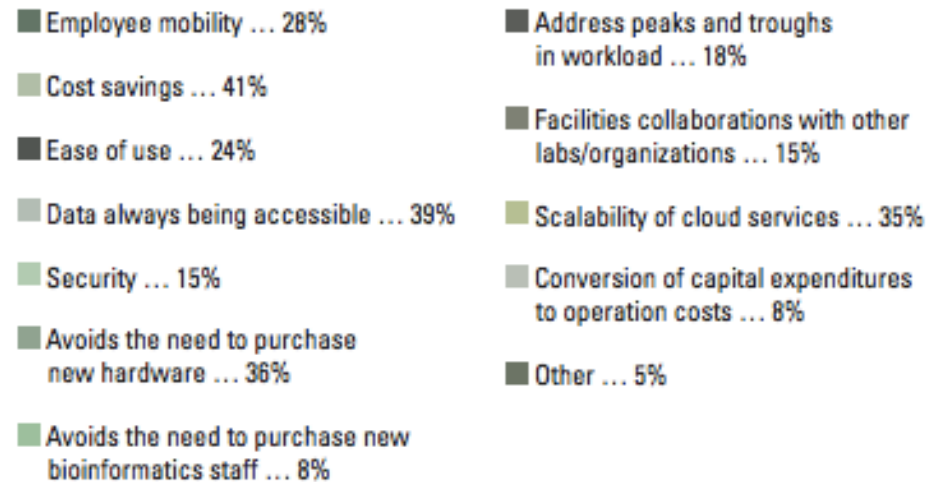 Employee mobility ... 28%
Cost savings ... 41%
Ease of use ... 24%
Data always being accessible ... 39%
Security ... 15%
Avoids the need to purchase
new hardware ... 36%
Avoids the need to purchase new
bioinformatics staff ... 8%
Address peaks and troughs
in workload ... 18%
Facilities collaborations with other
labs/organizations ... 15%
Scalability of cloud services ... 35%
Conversion of capital expenditures
to operation costs ... 8%
Other ... 5%